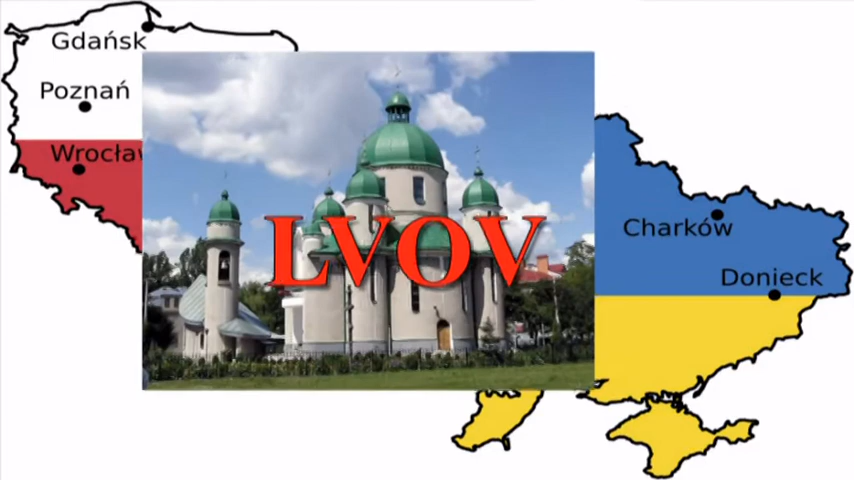 Gdańsk
Poznań
Wrocław
LVOV
Charków
Donieck